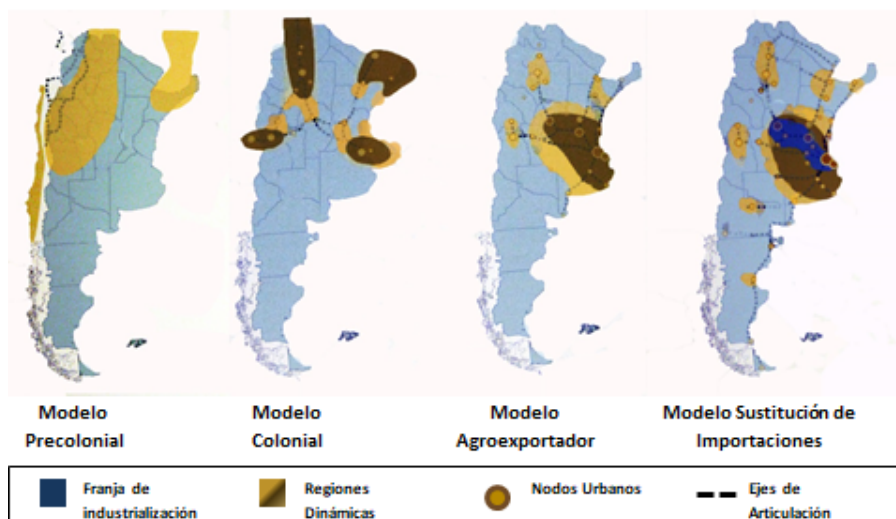 Modelo
Precolonial
Modelo
Colonial
Modelo
Agroexportador
Modelo Sustitución de
Importaciones
Franja de
industrialización
Regiones
Dinámicas
Nodos Urbanos
Ejes de
Articulación